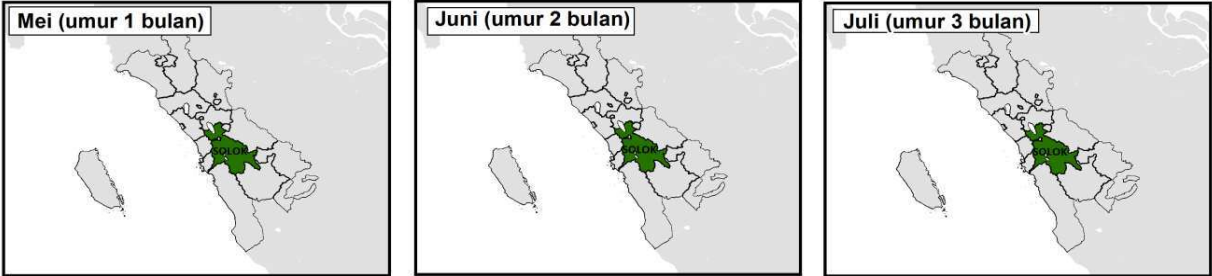 Mei (umur 1 bulan)
SOLOK
Juni (umur 2 bulan)
SOLOK
Juli (umur 3 bulan)
SOLOK